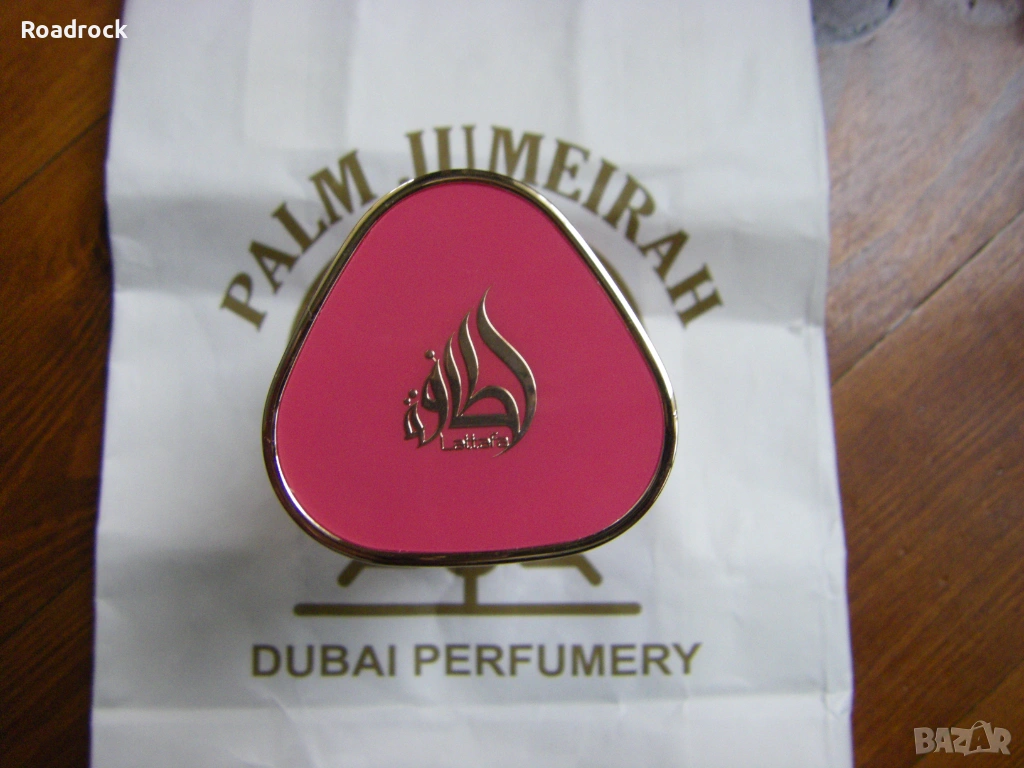 Roadrock
PALM JUMEIRAH
لطافة
Lattafa
DUBAI PERFUMERY
BAZAR